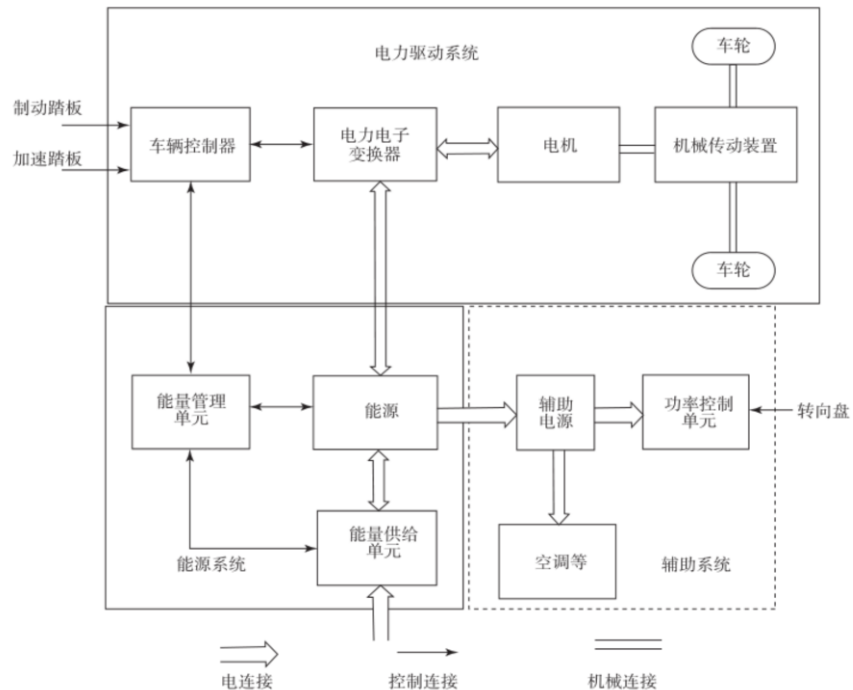 电力驱动系统
车轮
制动踏板
加速踏板
车辆控制器
电力电子
变换器
电机
机械传动装置
车轮
能量管理
单元
能源
辅助
电源
功率控制
单元
转向盘
能量供给
单元
能源系统
空调等
辅助系统
电连接
控制连接
机械连接